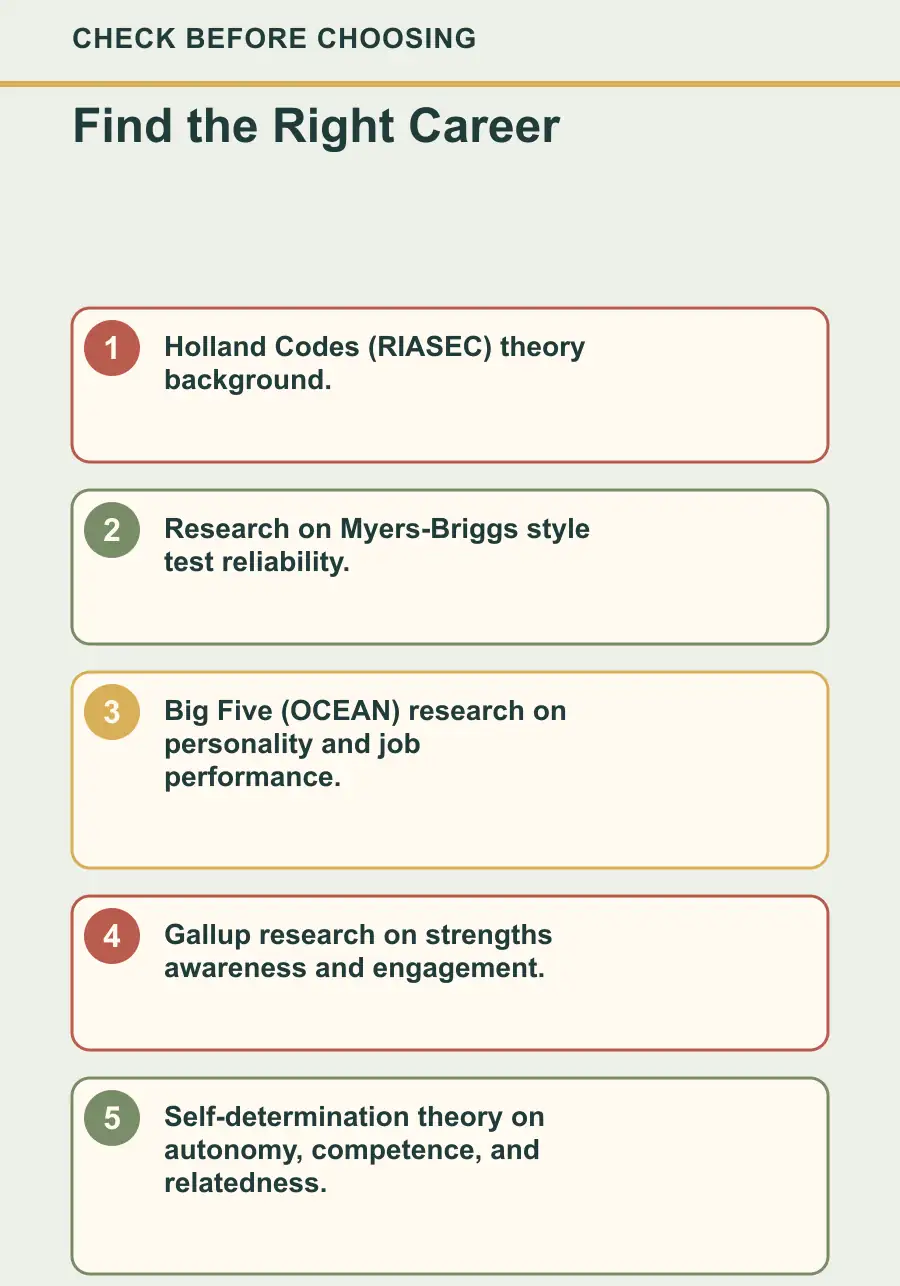 CHECK BEFORE CHOOSING
Find the Right Career
1
Holland Codes (RIASEC) theory
background.
2
Research on Myers-Briggs style
test reliability.
3
Big Five (OCEAN) research on
personality and job
performance.
4
Gallup research on strengths
awareness and engagement.
5
Self-determination theory on
autonomy, competence, and
relatedness.